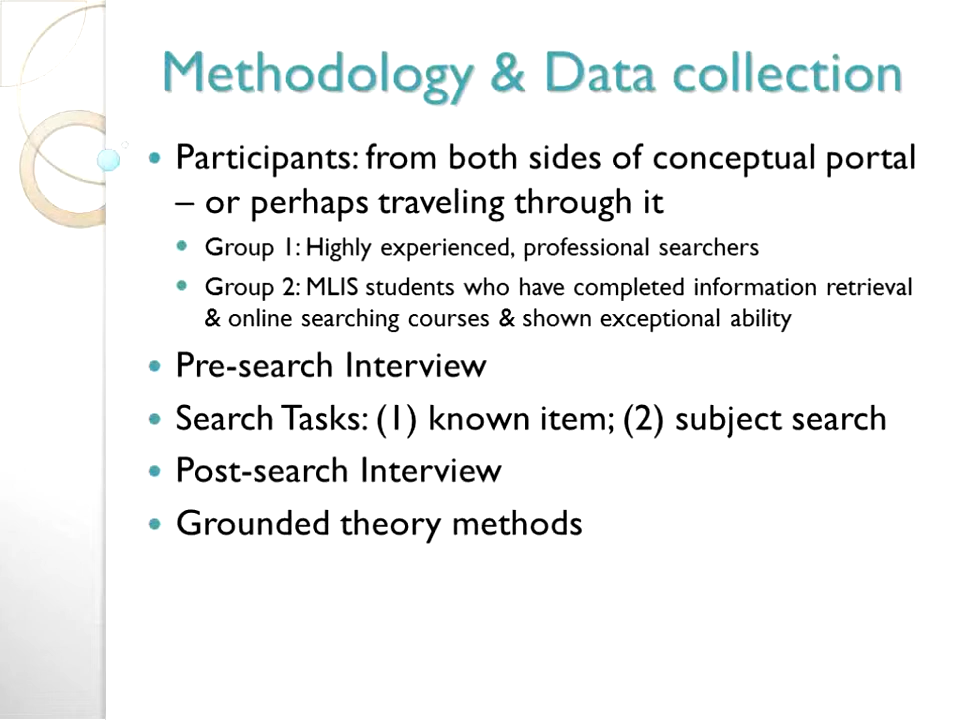 Methodology & Data collection
• Participants: from both sides of conceptual portal
– or perhaps traveling through it
• Group 1: Highly experienced, professional searchers
• Group 2: MLIS students who have completed information retrieval
& online searching courses & shown exceptional ability
• Pre-search Interview
• Search Tasks: (1) known item; (2) subject search
• Post-search Interview
• Grounded theory methods